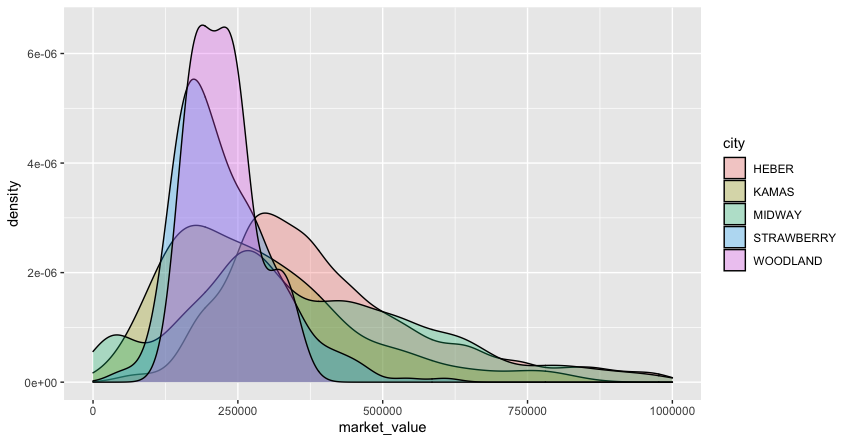 density
6e-06
4e-06
2e-06
0e+00
0 250000 500000 750000 1000000
market_value
city
HEBER
KAMAS
MIDWAY
STRAWBERRY
WOODLAND